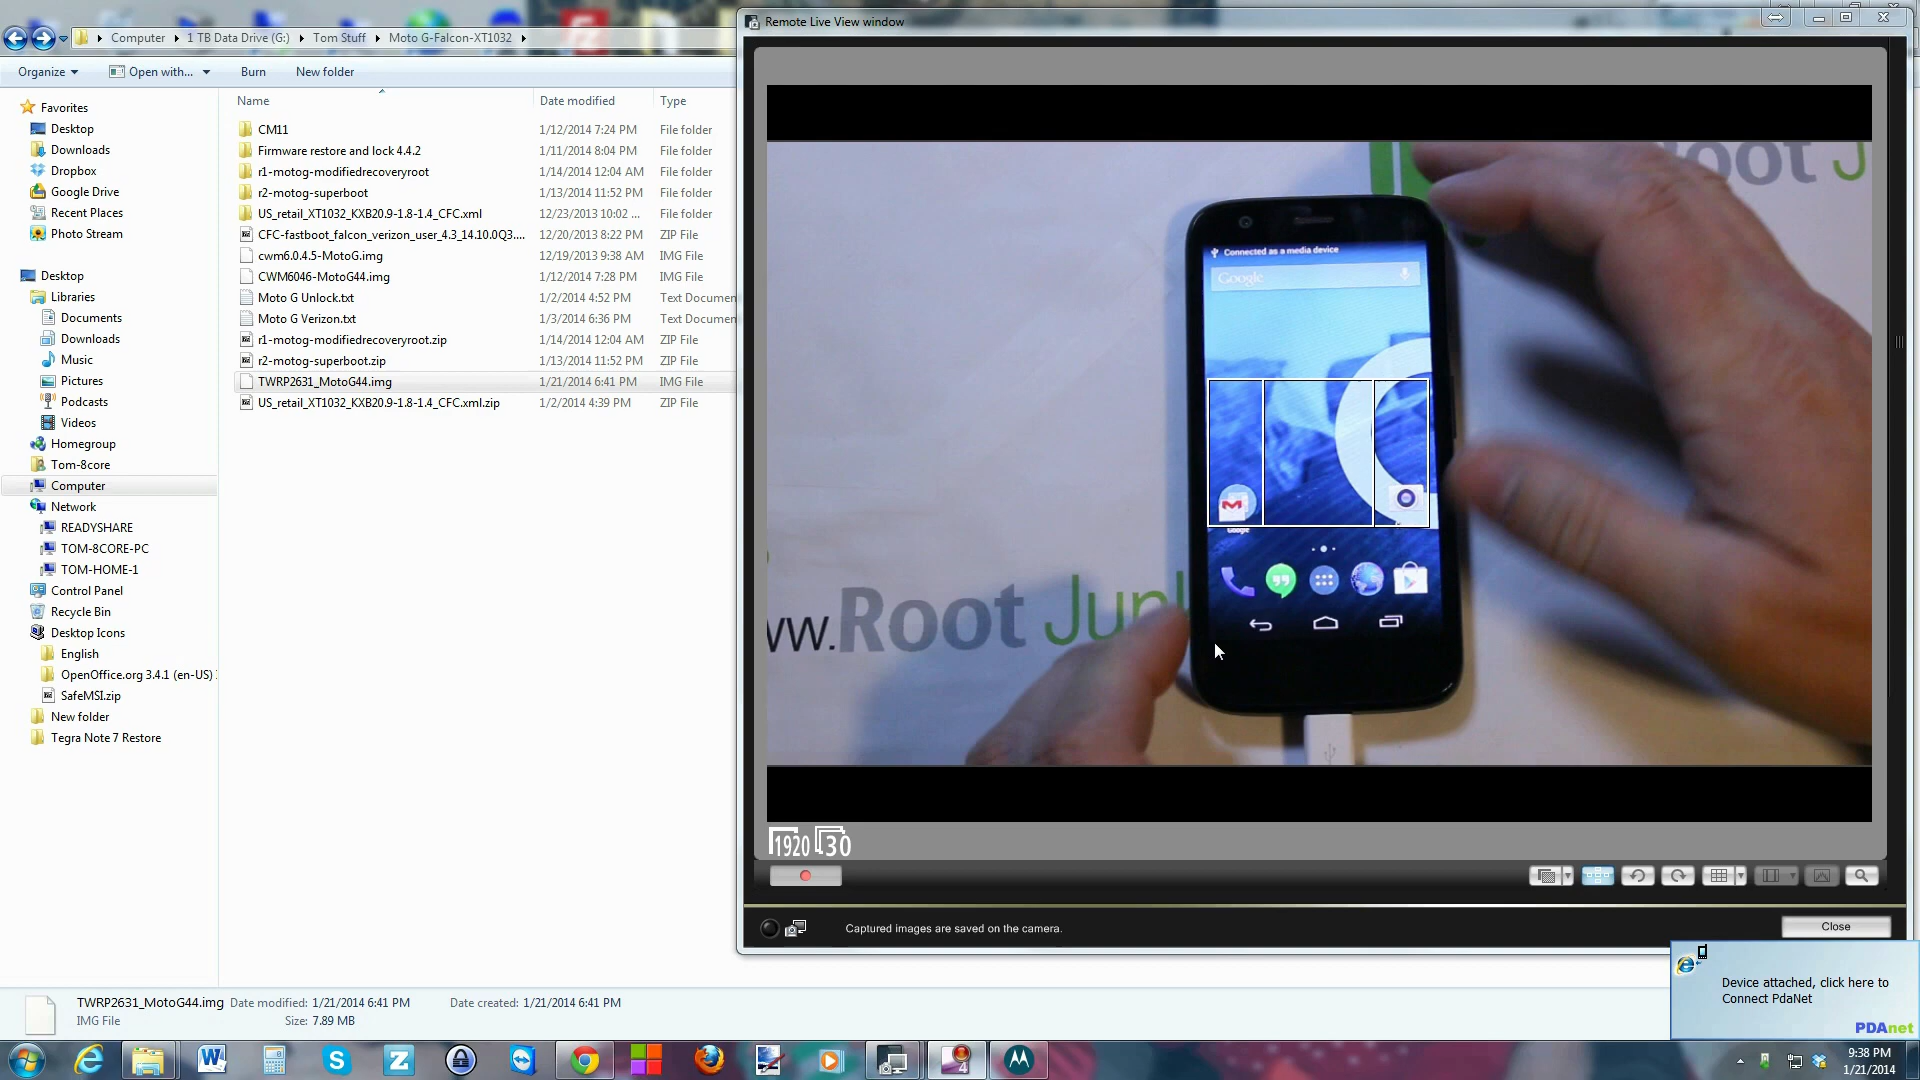 Computer ▸ 1 TB Data Drive (G:) ▸ Tom Stuff ▸ Moto G-Falcon-XT1032 ▸
Organize Open with... Burn New folder
Name Date modified Type
CM11 1/12/2014 7:24 PM File folder
Firmware restore and lock 4.4.2 1/11/2014 8:04 PM File folder
r1-motog-modifiedrecoveryroot 1/14/2014 12:04 AM File folder
r2-motog-superboot 1/13/2014 11:52 PM File folder
US_retail_XT1032_KXB20.9-1.8-1.4_CFC.xml 12/23/2013 10:02 ... File folder
CFC-fastboot_falcon_verizon_user_4.3_14.10.0Q3.... 12/20/2013 8:22 PM ZIP File
cwm6.0.4.5-MotoG.img 12/19/2013 9:38 AM IMG File
CWM6046-MotoG44.img 1/12/2014 7:28 PM IMG File
Moto G Unlock.txt 1/2/2014 4:52 PM Text Documen
Moto G Verizon.txt 1/3/2014 6:36 PM Text Documen
r1-motog-modifiedrecoveryroot.zip 1/14/2014 12:04 AM ZIP File
r2-motog-superboot.zip 1/13/2014 11:52 PM ZIP File
TWRP2631_MotoG44.img 1/21/2014 6:41 PM IMG File
US_retail_XT1032_KXB20.9-1.8-1.4_CFC.xml.zip 1/2/2014 4:39 PM ZIP File
Favorites
Desktop
Downloads
Dropbox
Google Drive
Recent Places
Photo Stream
Desktop
Libraries
Documents
Downloads
Music
Pictures
Podcasts
Videos
Homegroup
Tom-8core
Computer
Network
READYSHARE
TOM-8CORE-PC
TOM-HOME-1
Control Panel
Recycle Bin
Desktop Icons
English
OpenOffice.org 3.4.1 (en-US)
SafeMSI.zip
New folder
Tegra Note 7 Restore
Remote Live View window
Root J
Connected as a media device
Google
Google
ww.Root Junk
1920 30
Captured images are saved on the camera.
Close
Device attached, click here to
Connect PdaNet
PDAnet
TWRP2631_MotoG44.img Date modified: 1/21/2014 6:41 PM Date created: 1/21/2014 6:41 PM
IMG File Size: 7.89 MB
9:38 PM
1/21/2014